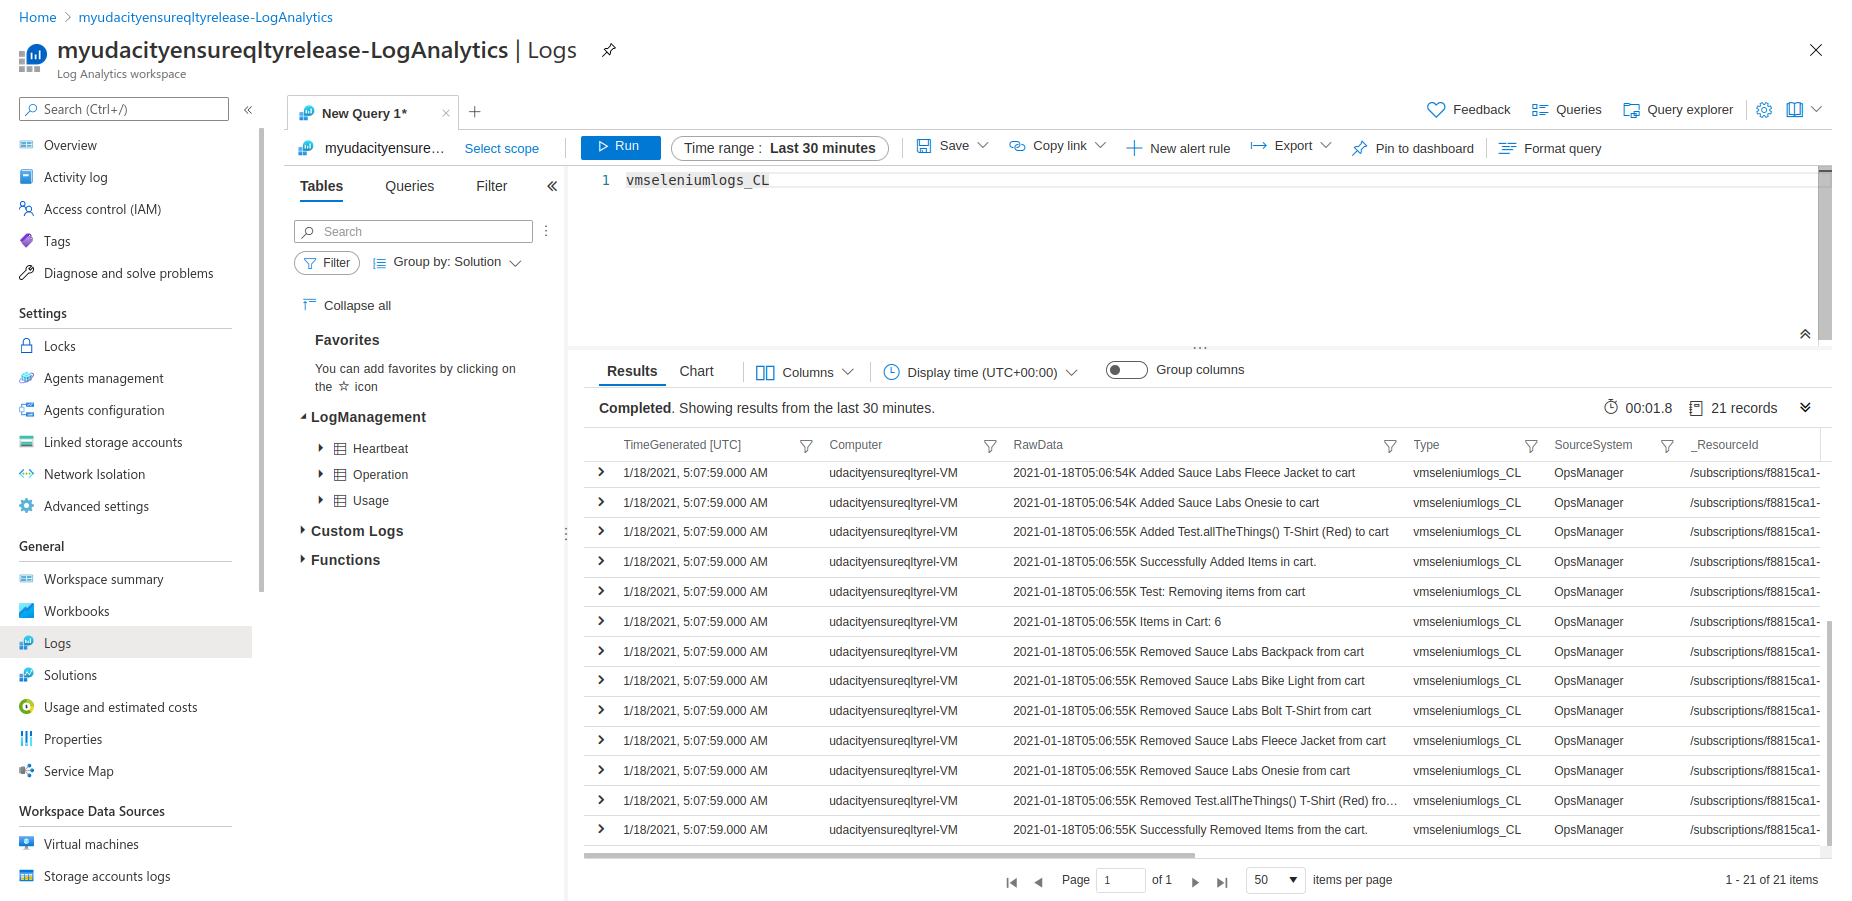 Home > myudacityensureqltyrelease-LogAnalytics
myudacityensureqltyrelease-LogAnalytics | Logs
Log Analytics workspace
Search (Ctrl+/)
Overview
Activity log
Access control (IAM)
Tags
Diagnose and solve problems
Settings
Locks
Agents management
Agents configuration
Linked storage accounts
Network Isolation
Advanced settings
General
Workspace summary
Workbooks
Logs
Solutions
Usage and estimated costs
Properties
Service Map
Workspace Data Sources
Virtual machines
Storage accounts logs
New Query 1*
Feedback Queries Query explorer
myudacityensure... Select scope Run Time range : Last 30 minutes Save Copy link New alert rule Export Pin to dashboard Format query
Tables Queries Filter
Search
Filter Group by: Solution
Collapse all
Favorites
You can add favorites by clicking on
the ☆ icon
LogManagement
Heartbeat
Operation
Usage
Custom Logs
Functions
1 vmseleniumlogs_CL
Results Chart Columns Display time (UTC+00:00) Group columns
Completed. Showing results from the last 30 minutes. 00:01.8 21 records
TimeGenerated [UTC] Computer RawData Type SourceSystem _ResourceId
1/18/2021, 5:07:59.000 AM udacityensureqltyrel-VM 2021-01-18T05:06:54K Added Sauce Labs Fleece Jacket to cart vmseleniumlogs_CL OpsManager /subscriptions/f8815ca1-
1/18/2021, 5:07:59.000 AM udacityensureqltyrel-VM 2021-01-18T05:06:54K Added Sauce Labs Onesie to cart vmseleniumlogs_CL OpsManager /subscriptions/f8815ca1-
1/18/2021, 5:07:59.000 AM udacityensureqltyrel-VM 2021-01-18T05:06:55K Added Test.allTheThings() T-Shirt (Red) to cart vmseleniumlogs_CL OpsManager /subscriptions/f8815ca1-
1/18/2021, 5:07:59.000 AM udacityensureqltyrel-VM 2021-01-18T05:06:55K Successfully Added Items in cart. vmseleniumlogs_CL OpsManager /subscriptions/f8815ca1-
1/18/2021, 5:07:59.000 AM udacityensureqltyrel-VM 2021-01-18T05:06:55K Test: Removing items from cart vmseleniumlogs_CL OpsManager /subscriptions/f8815ca1-
1/18/2021, 5:07:59.000 AM udacityensureqltyrel-VM 2021-01-18T05:06:55K Items in Cart: 6 vmseleniumlogs_CL OpsManager /subscriptions/f8815ca1-
1/18/2021, 5:07:59.000 AM udacityensureqltyrel-VM 2021-01-18T05:06:55K Removed Sauce Labs Backpack from cart vmseleniumlogs_CL OpsManager /subscriptions/f8815ca1-
1/18/2021, 5:07:59.000 AM udacityensureqltyrel-VM 2021-01-18T05:06:55K Removed Sauce Labs Bike Light from cart vmseleniumlogs_CL OpsManager /subscriptions/f8815ca1-
1/18/2021, 5:07:59.000 AM udacityensureqltyrel-VM 2021-01-18T05:06:55K Removed Sauce Labs Bolt T-Shirt from cart vmseleniumlogs_CL OpsManager /subscriptions/f8815ca1-
1/18/2021, 5:07:59.000 AM udacityensureqltyrel-VM 2021-01-18T05:06:55K Removed Sauce Labs Fleece Jacket from cart vmseleniumlogs_CL OpsManager /subscriptions/f8815ca1-
1/18/2021, 5:07:59.000 AM udacityensureqltyrel-VM 2021-01-18T05:06:55K Removed Sauce Labs Onesie from cart vmseleniumlogs_CL OpsManager /subscriptions/f8815ca1-
1/18/2021, 5:07:59.000 AM udacityensureqltyrel-VM 2021-01-18T05:06:55K Removed Test.allTheThings() T-Shirt (Red) fro... vmseleniumlogs_CL OpsManager /subscriptions/f8815ca1-
1/18/2021, 5:07:59.000 AM udacityensureqltyrel-VM 2021-01-18T05:06:55K Successfully Removed Items from the cart. vmseleniumlogs_CL OpsManager /subscriptions/f8815ca1-
Page 1 of 1 50 items per page 1 - 21 of 21 items